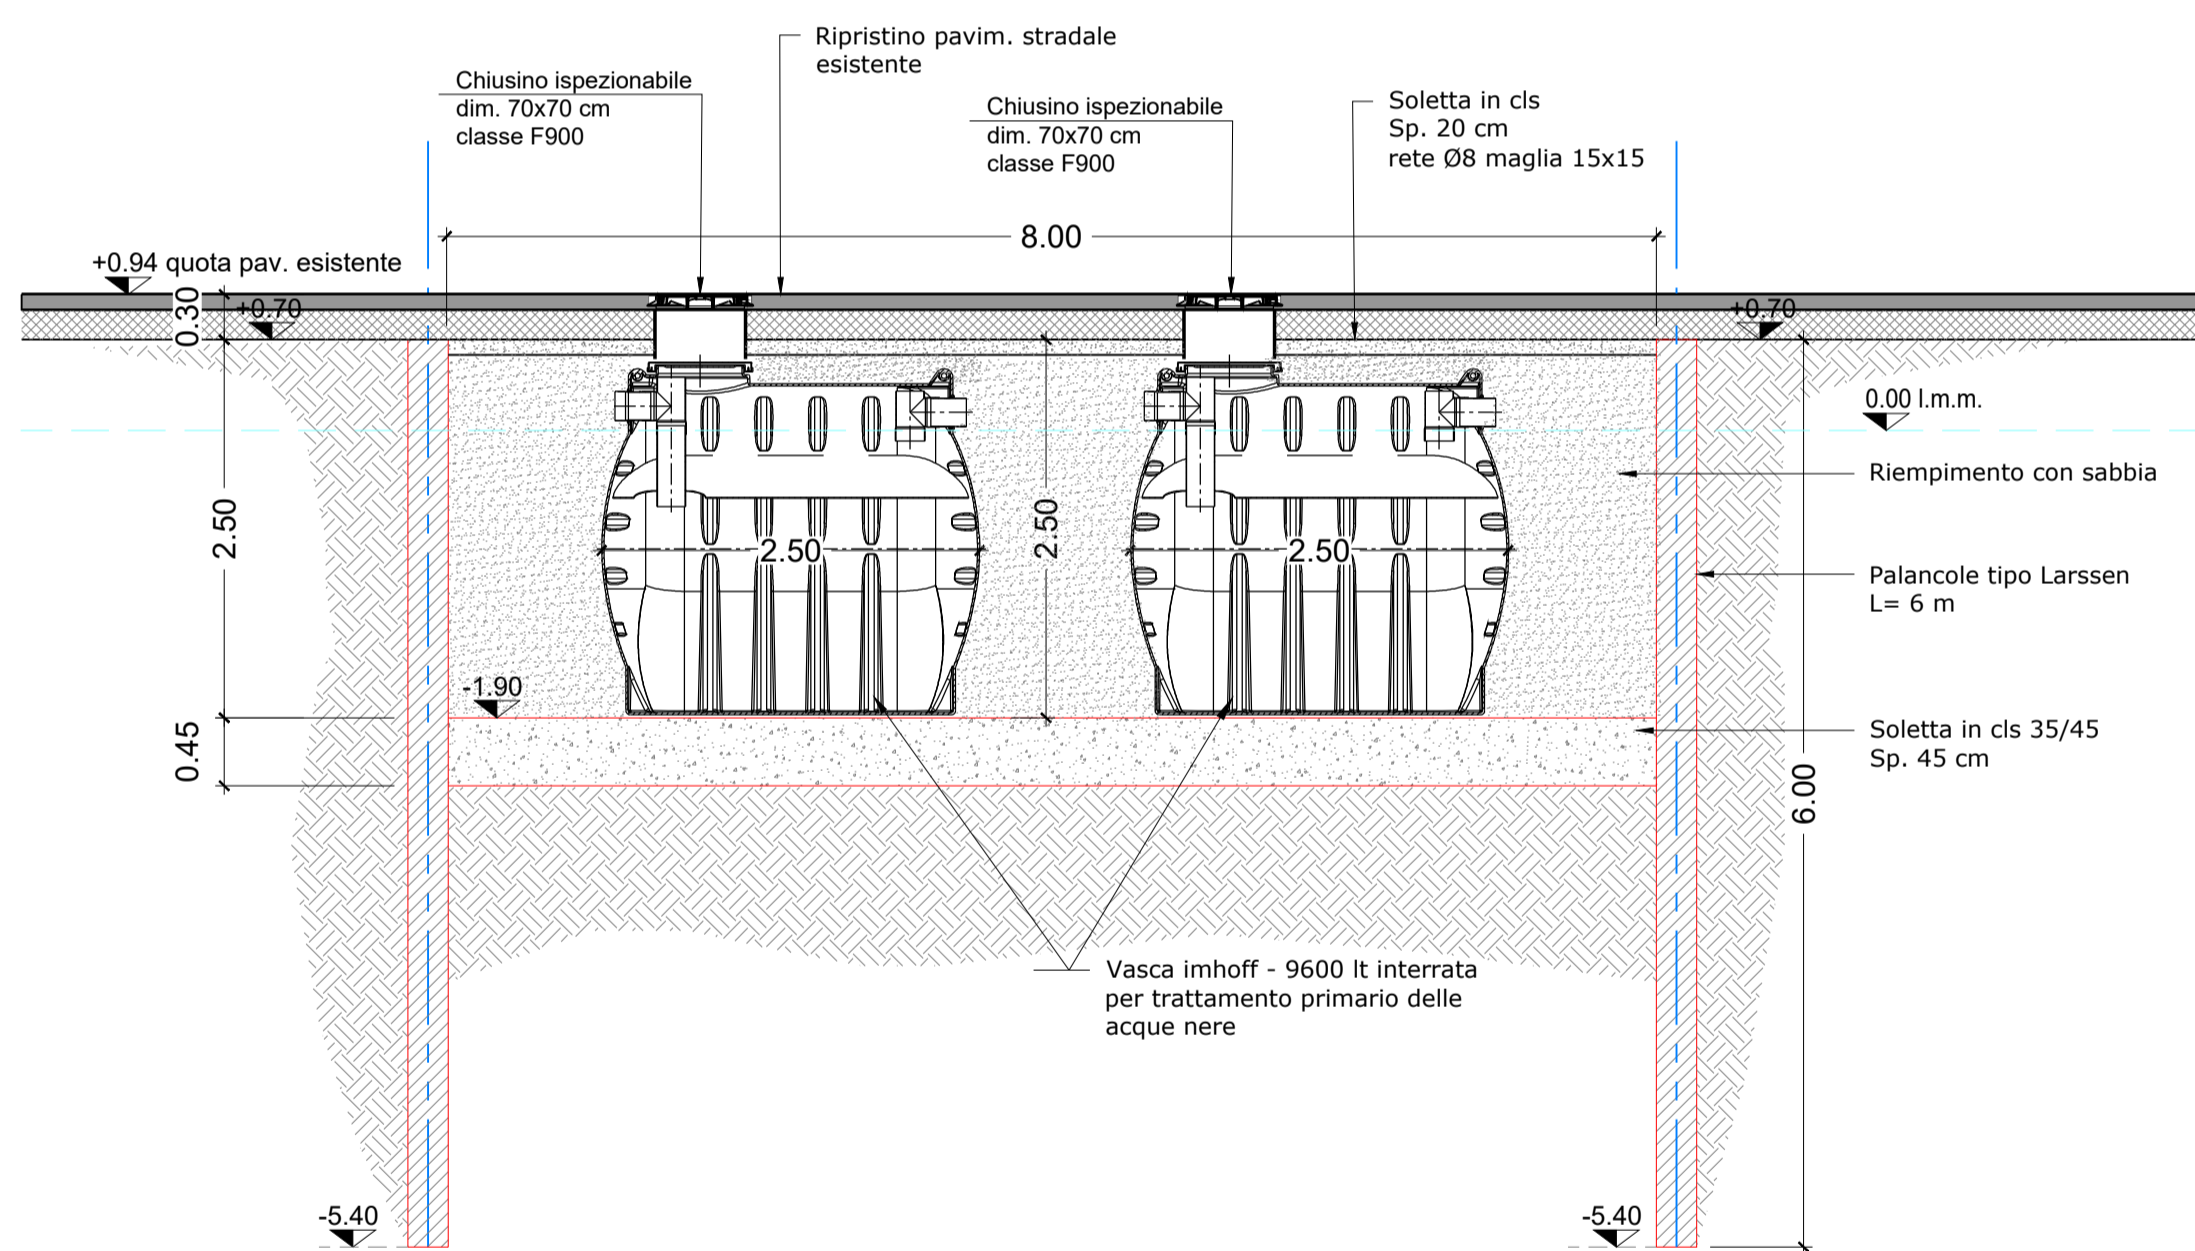 Ripristino pavim. stradale
esistente
Chiusino ispezionabile
dim. 70x70 cm
classe F900
Chiusino ispezionabile
dim. 70x70 cm
classe F900
Soletta in cls
Sp. 20 cm
rete Ø8 maglia 15x15
8.00
+0.94 quota pav. esistente
0.30
+0.70
+0.70
0.00 l.m.m.
Riempimento con sabbia
2.50
2.50
2.50
2.50
Palancole tipo Larssen
L= 6 m
-1.90
0.45
Soletta in cls 35/45
Sp. 45 cm
6.00
Vasca imhoff - 9600 lt interrata
per trattamento primario delle
acque nere
-5.40
-5.40